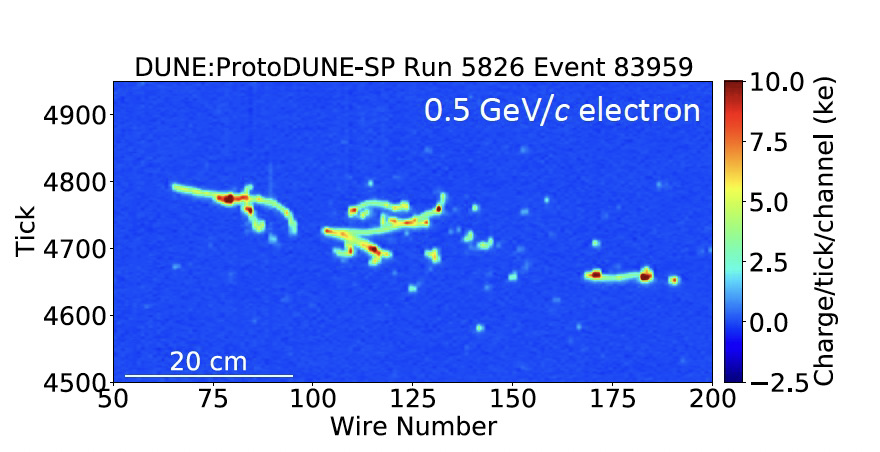 DUNE:ProtoDUNE-SP Run 5826 Event 83959
0.5 GeV/c electron
4900
4800
4700
4600
4500
Tick
20 cm
50 75 100 125 150 175 200
Wire Number
10.0
7.5
5.0
2.5
0.0
−2.5
Charge/tick/channel (ke)